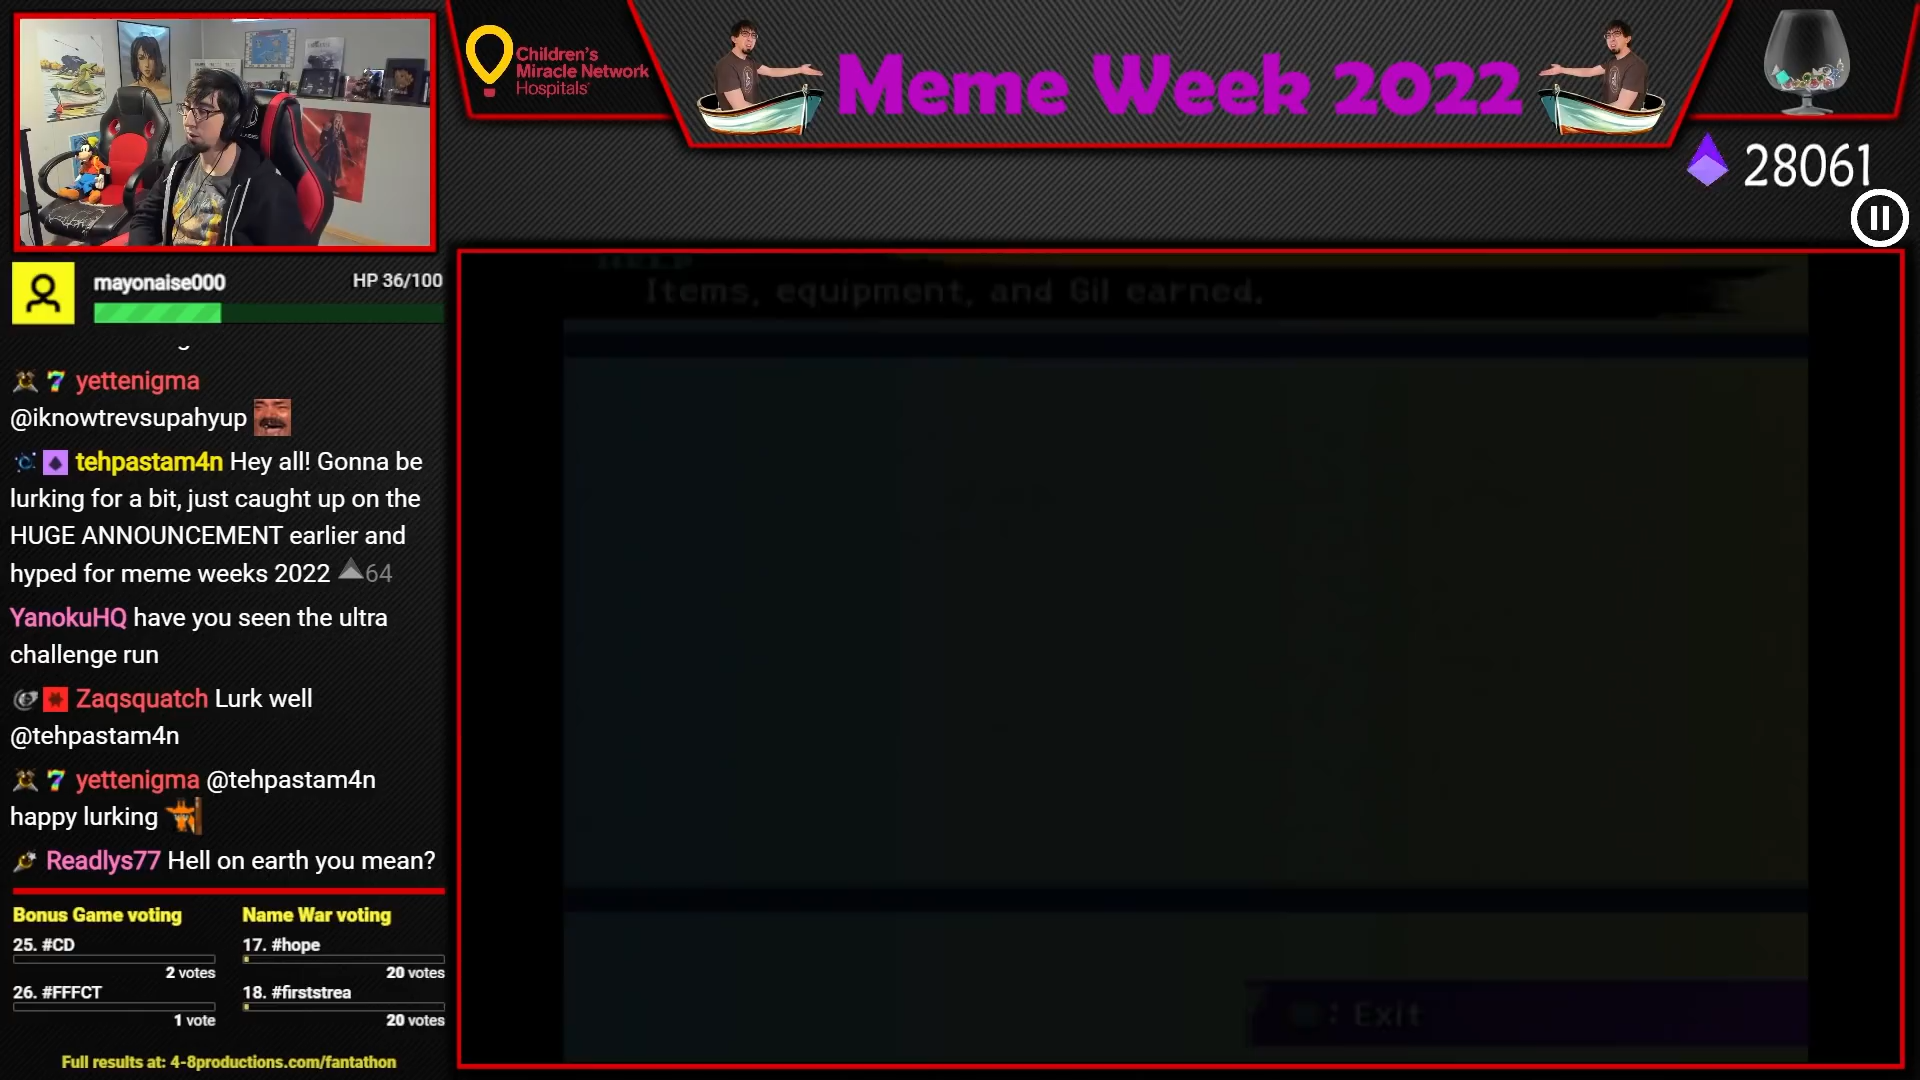 Children's
Miracle Network
Hospitals
Meme Week 2022
28061
mayonaise000
HP 36/100
yettenigma
@iknowtrevsupahyup
tehpastam4n Hey all! Gonna be
lurking for a bit, just caught up on the
HUGE ANNOUNCEMENT earlier and
hyped for meme weeks 2022 64
YanokuHQ have you seen the ultra
challenge run
Zaqsquatch Lurk well
@tehpastam4n
7 yettenigma @tehpastam4n
happy lurking
Readlys77 Hell on earth you mean?
Bonus Game voting
25. #CD
2 votes
26. #FFFCT
1 vote
Name War voting
17. #hope
20 votes
18. #firststrea
20 votes
Full results at: 4-8productions.com/fantathon
Help
Items, equipment, and Gil earned.
: Exit